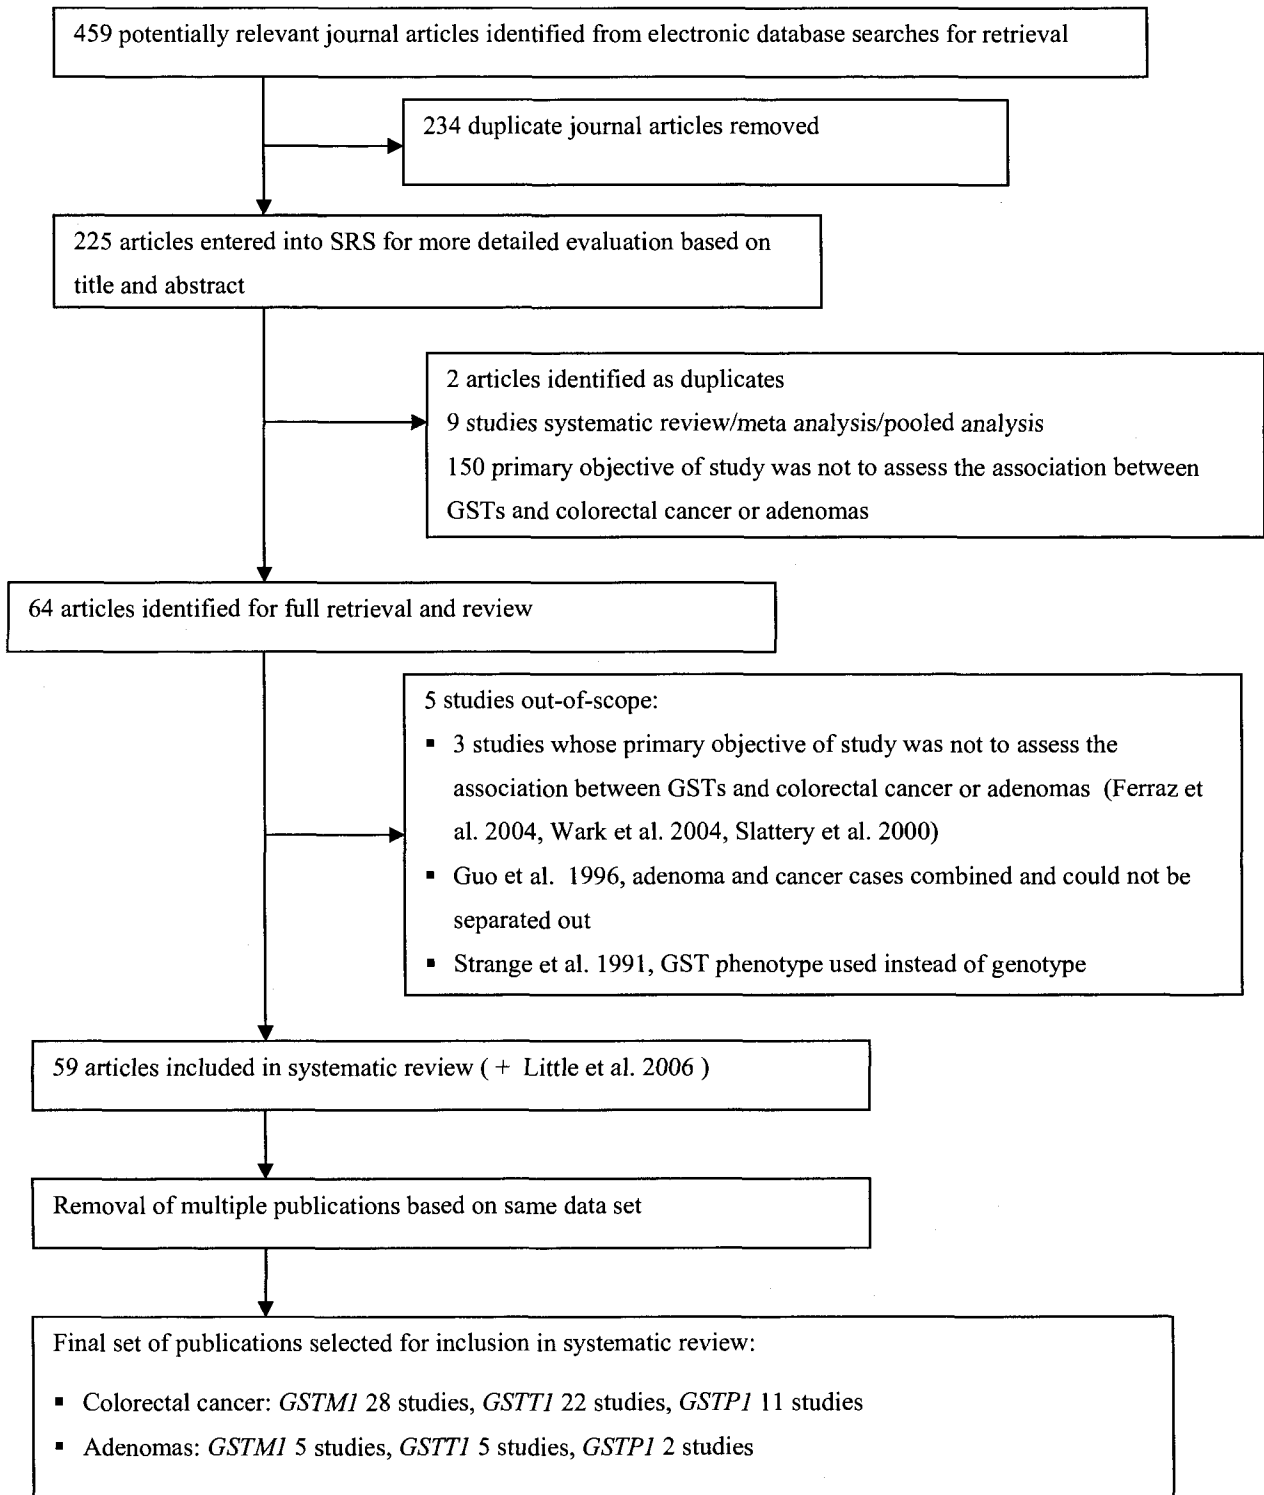 459 potentially relevant journal articles identified from electronic database searches for retrieval
234 duplicate journal articles removed
225 articles entered into SRS for more detailed evaluation based on
title and abstract
2 articles identified as duplicates
9 studies systematic review/meta analysis/pooled analysis
150 primary objective of study was not to assess the association between
GSTs and colorectal cancer or adenomas
64 articles identified for full retrieval and review
5 studies out-of-scope:
▪ 3 studies whose primary objective of study was not to assess the
association between GSTs and colorectal cancer or adenomas (Ferraz et
al. 2004, Wark et al. 2004, Slattery et al. 2000)
▪ Guo et al. 1996, adenoma and cancer cases combined and could not be
separated out
▪ Strange et al. 1991, GST phenotype used instead of genotype
59 articles included in systematic review ( + Little et al. 2006 )
Removal of multiple publications based on same data set
Final set of publications selected for inclusion in systematic review:
▪ Colorectal cancer: GSTM1 28 studies, GSTT1 22 studies, GSTP1 11 studies
▪ Adenomas: GSTM1 5 studies, GSTT1 5 studies, GSTP1 2 studies